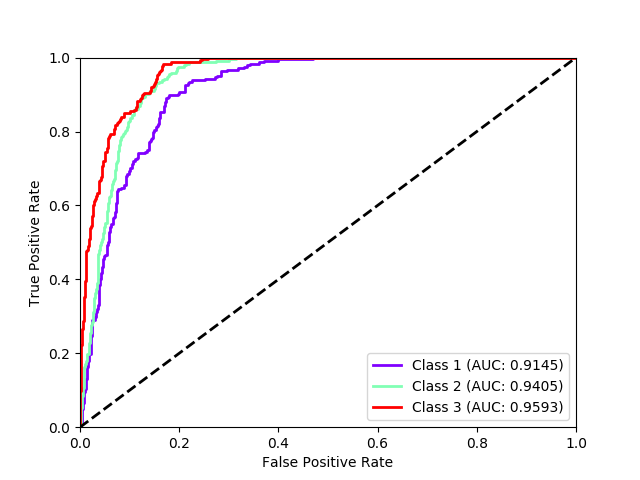 1.0
0.8
0.6
0.4
0.2
0.0
True Positive Rate
Class 1 (AUC: 0.9145)
Class 2 (AUC: 0.9405)
Class 3 (AUC: 0.9593)
0.0 0.2 0.4 0.6 0.8 1.0
False Positive Rate